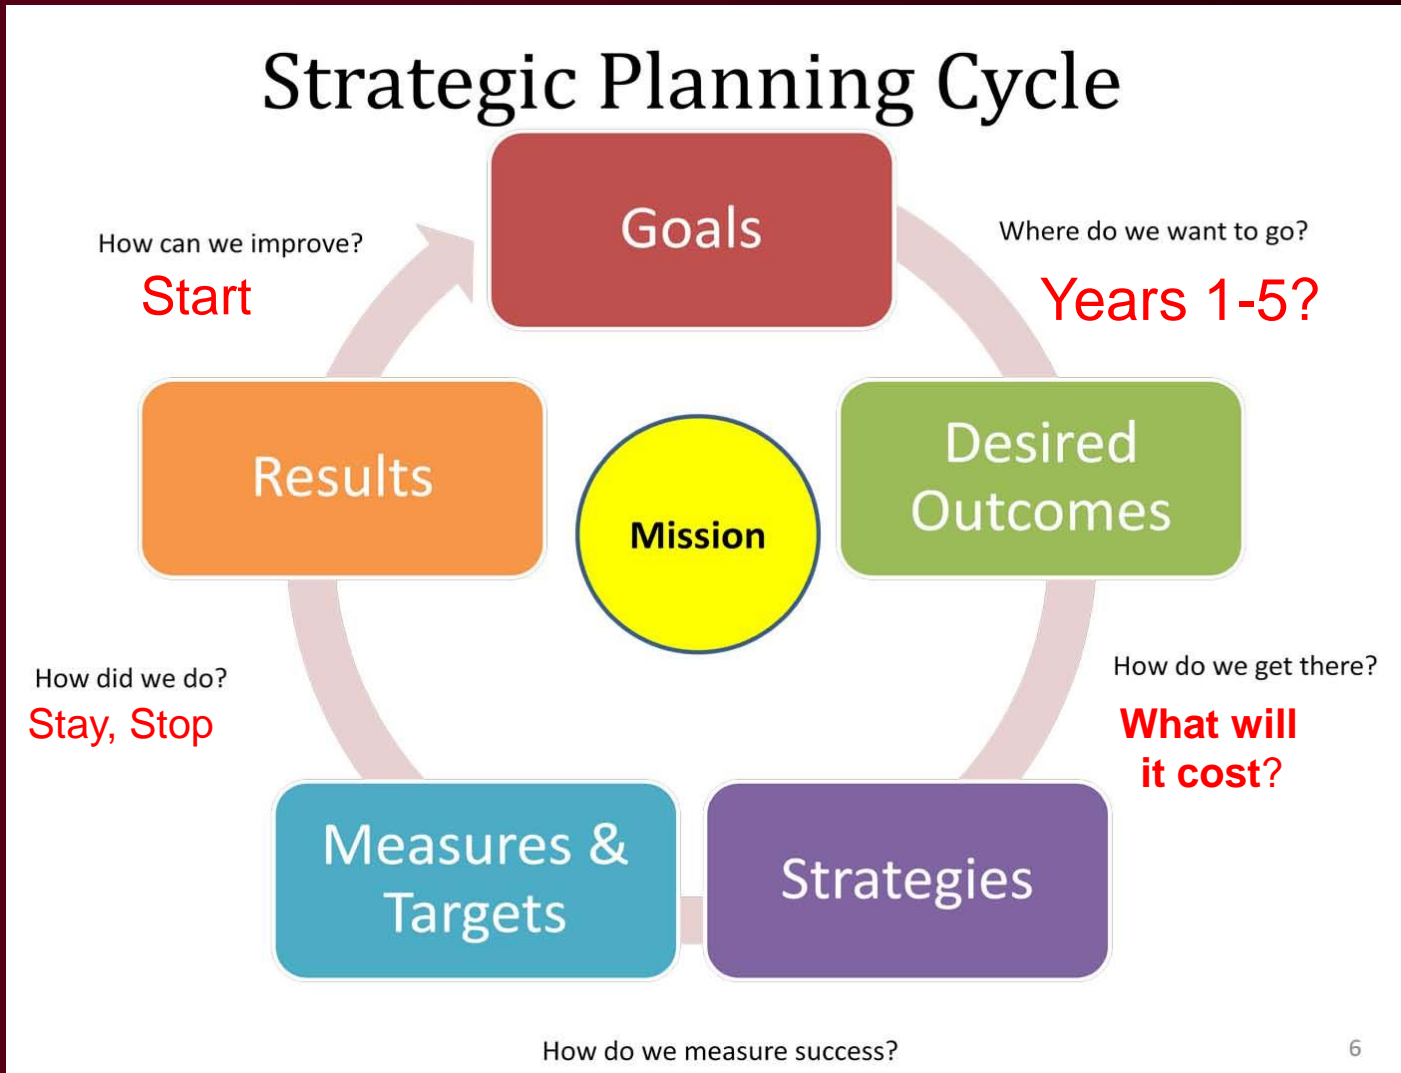 Strategic Planning Cycle
Goals
How can we improve?
Start
Where do we want to go?
Years 1-5?
Results
Mission
Desired
Outcomes
How did we do?
Stay, Stop
How do we get there?
What will
it cost?
Measures &
Targets
Strategies
How do we measure success?
6